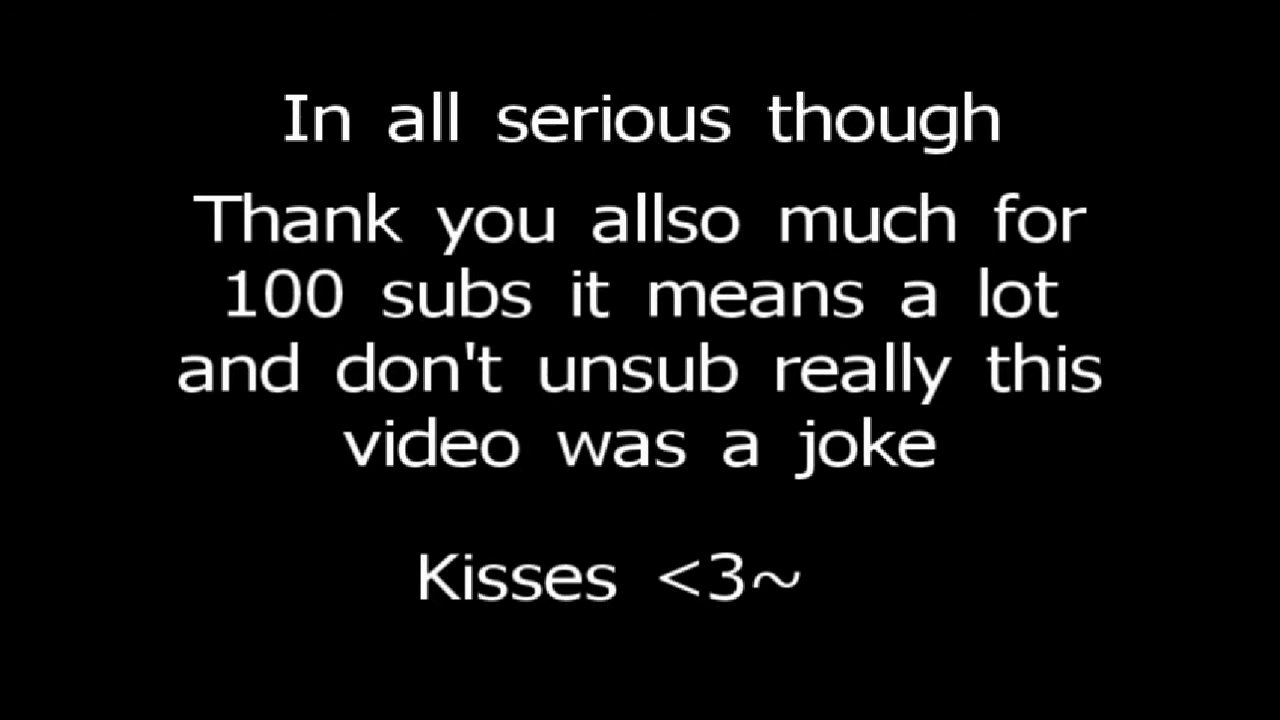 In all serious though
Thank you allso much for
100 subs it means a lot
and don't unsub really this
video was a joke
Kisses <3~